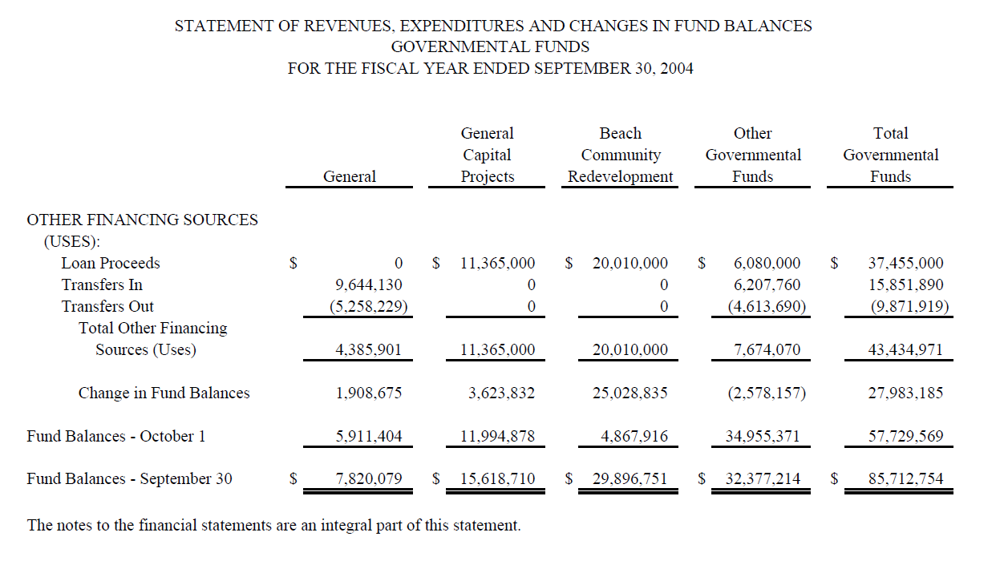 STATEMENT OF REVENUES, EXPENDITURES AND CHANGES IN FUND BALANCES
GOVERNMENTAL FUNDS
FOR THE FISCAL YEAR ENDED SEPTEMBER 30, 2004
General Beach Other Total
Capital Community Governmental Governmental
General Projects Redevelopment Funds Funds
OTHER FINANCING SOURCES
(USES):
Loan Proceeds $ 0 $ 11,365,000 $ 20,010,000 $ 6,080,000 $ 37,455,000
Transfers In 9,644,130 0 0 6,207,760 15,851,890
Transfers Out (5,258,229) 0 0 (4,613,690) (9,871,919)
Total Other Financing
Sources (Uses) 4,385,901 11,365,000 20,010,000 7,674,070 43,434,971
Change in Fund Balances 1,908,675 3,623,832 25,028,835 (2,578,157) 27,983,185
Fund Balances - October 1 5,911,404 11,994,878 4,867,916 34,955,371 57,729,569
Fund Balances - September 30 $ 7,820,079 $ 15,618,710 $ 29,896,751 $ 32,377,214 $ 85,712,754
The notes to the financial statements are an integral part of this statement.